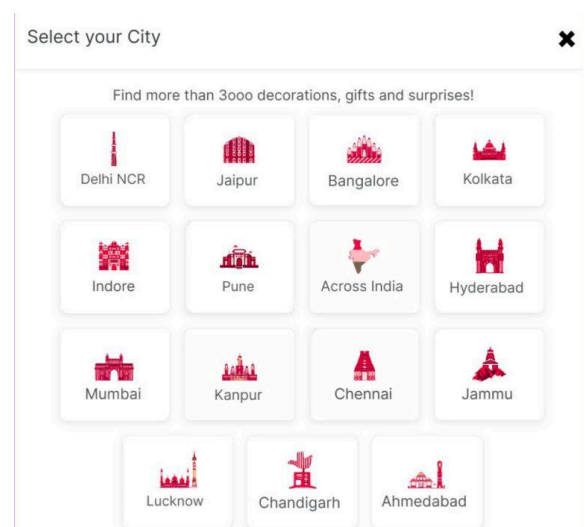 Select your City
Find more than 3ooo decorations, gifts and surprises!
Delhi NCR
Jaipur
Bangalore
Kolkata
Indore
Pune
Across India
Hyderabad
Mumbai
Kanpur
Chennai
Jammu
Lucknow
Chandigarh
Ahmedabad